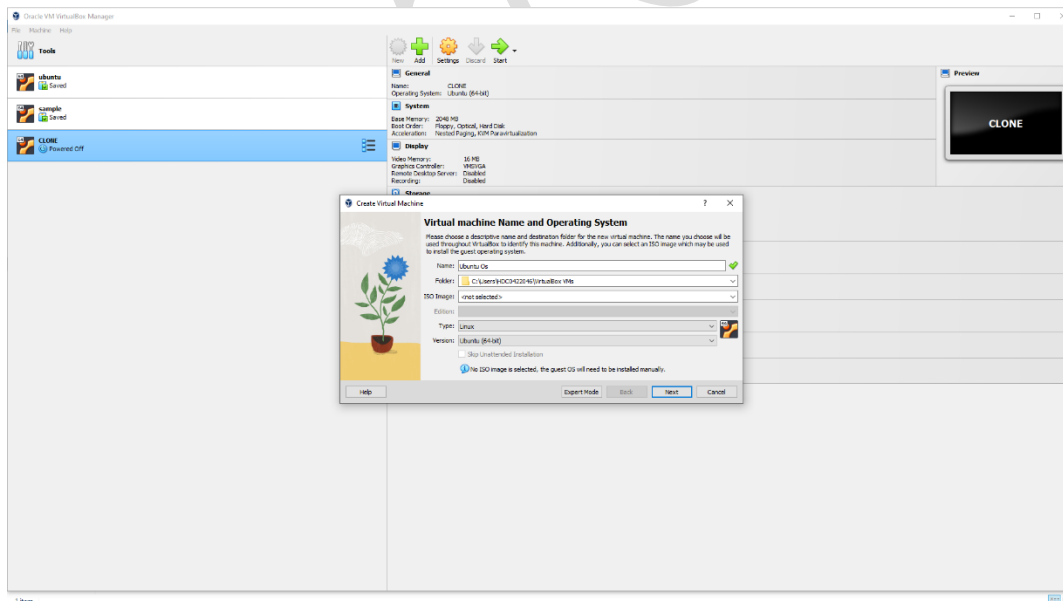 Oracle VM VirtualBox Manager
File Machine Help
Tools
New Add Settings Discard Start
ubuntu
Saved
sample
Saved
CLONE
Powered Off
General
Name: CLONE
Operating System: Ubuntu (64-bit)
System
Base Memory: 2048 MB
Boot Order: Floppy, Optical, Hard Disk
Acceleration: Nested Paging, KVM Paravirtualization
Display
Video Memory: 16 MB
Graphics Controller: VMSVGA
Remote Desktop Server: Disabled
Recording: Disabled
Storage
Preview
CLONE
Create Virtual Machine
Virtual machine Name and Operating System
Please choose a descriptive name and destination folder for the new virtual machine. The name you choose will be
used throughout VirtualBox to identify this machine. Additionally, you can select an ISO image which may be used
to install the guest operating system.
Name: Ubuntu Os
Folder: C:\Users\HDC0422046\VirtualBox VMs
ISO Image: <not selected>
Edition:
Type: Linux
Version: Ubuntu (64-bit)
Skip Unattended Installation
No ISO image is selected, the guest OS will need to be installed manually.
Help Expert Mode Back Next Cancel